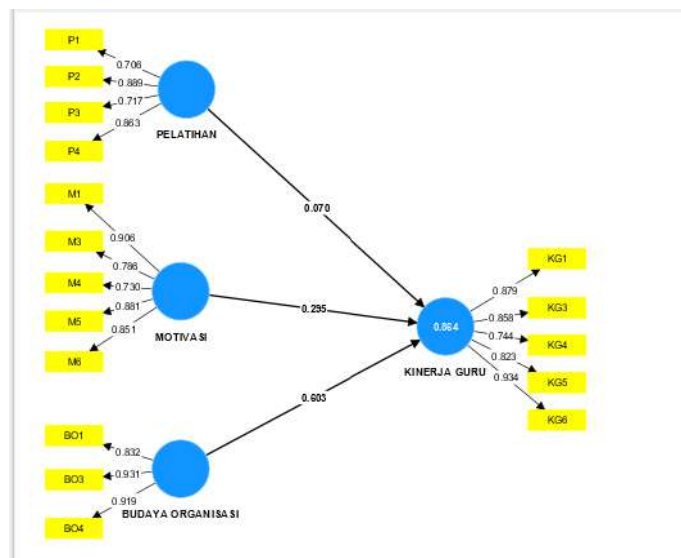 P1
P2
P3
P4
0.706
0.889
0.717
0.863
PELATIHAN
M1
M3
M4
M5
M6
0.906
0.786
0.730
0.881
0.851
MOTIVASI
BO1
BO3
BO4
0.832
0.931
0.919
BUDAYA ORGANISASI
0.070
0.295
0.603
0.864
KINERJA GURU
0.879
0.858
0.744
0.823
0.934
KG1
KG3
KG4
KG5
KG6